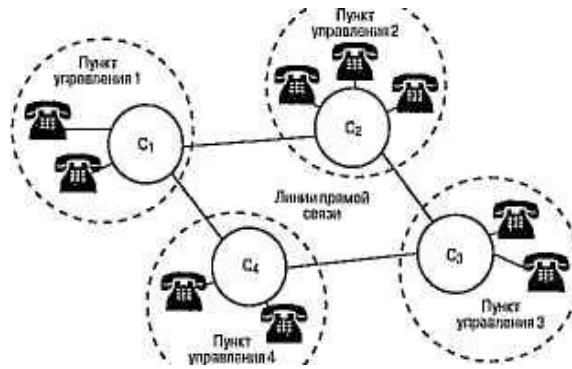 Пункт
управления 2
Пункт
управления 1
C₂
C₁
Линии прямой
связи
C₄
C₃
Пункт
управления 3
Пункт
управления 4